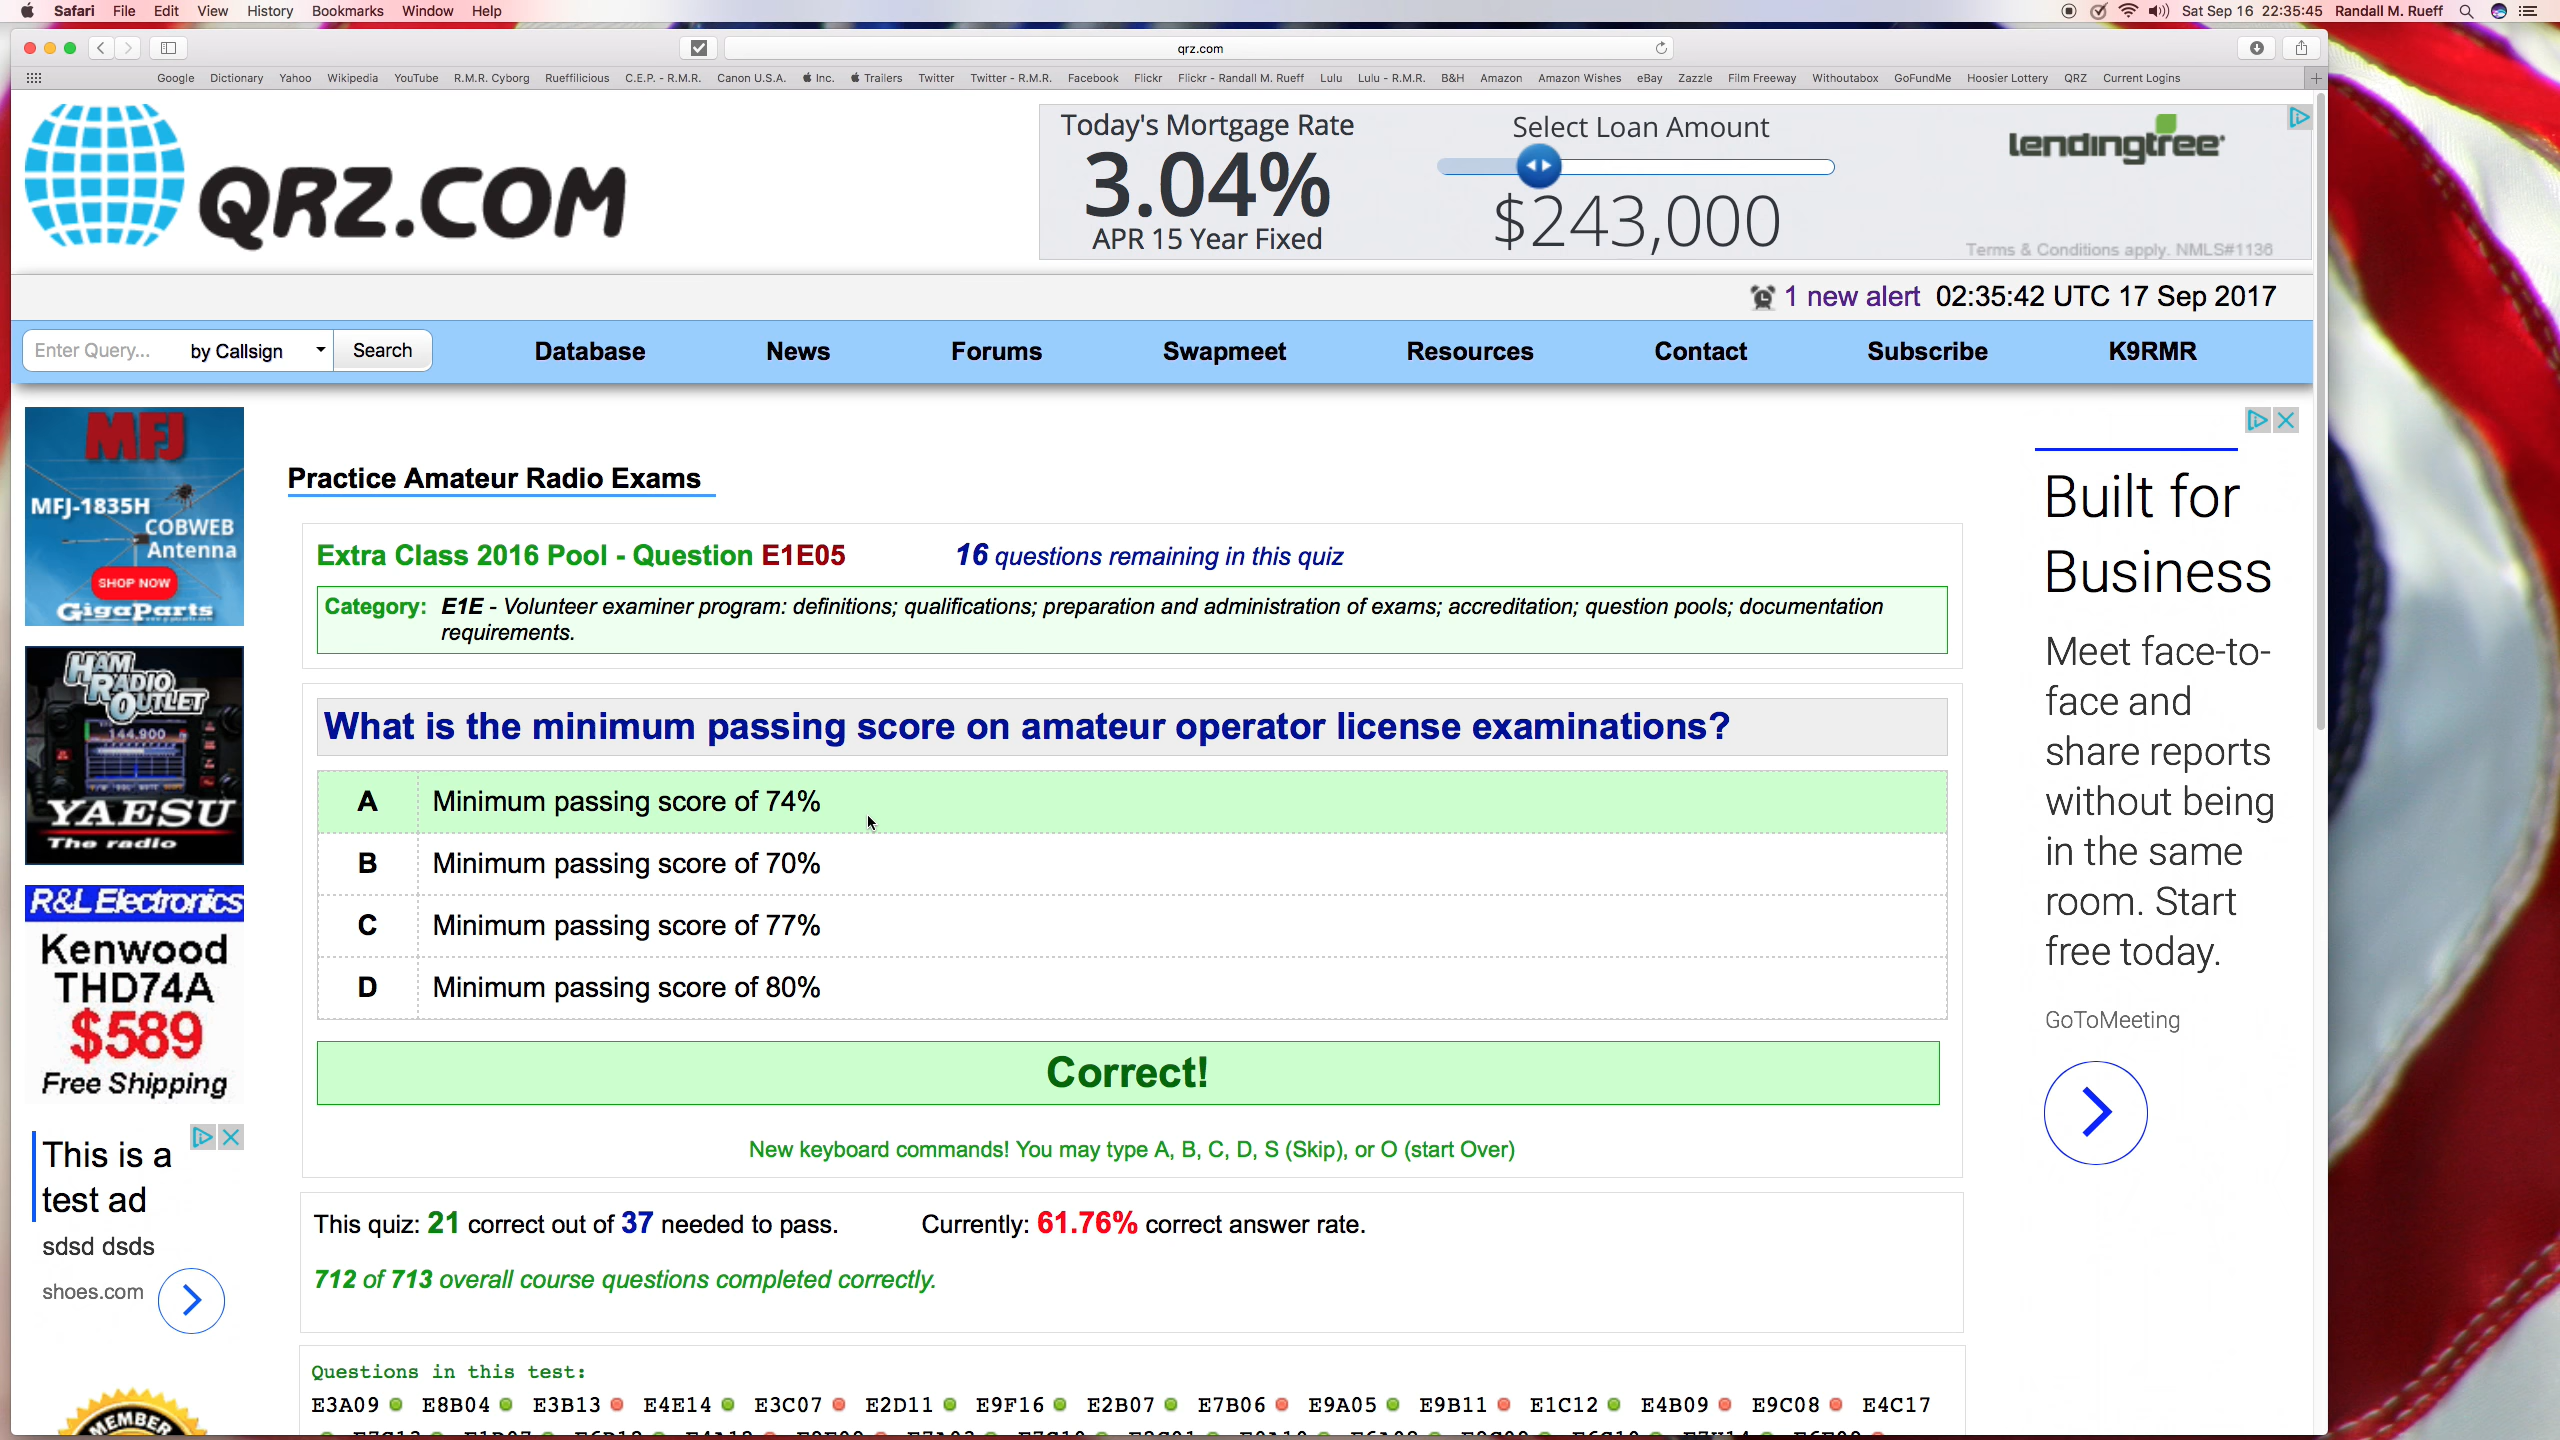 Safari File Edit View History Bookmarks Window Help
Sat Sep 16 22:35:45 Randall M. Rueff
qrz.com
Google Dictionary Yahoo Wikipedia YouTube R.M.R. Cyborg Rueffilicious C.E.P. - R.M.R. Canon U.S.A. Inc. Trailers Twitter Twitter - R.M.R. Facebook Flickr Flickr - Randall M. Rueff Lulu Lulu - R.M.R. B&H Amazon Amazon Wishes eBay Zazzle Film Freeway Withoutabox GoFundMe Hoosier Lottery QRZ Current Logins
QRZ.COM
Today's Mortgage Rate
3.04%
APR 15 Year Fixed
Select Loan Amount
$243,000
lendingtree
Terms & Conditions apply. NMLS#1136
1 new alert 02:35:42 UTC 17 Sep 2017
Enter Query... by Callsign Search
Database News Forums Swapmeet Resources Contact Subscribe K9RMR
MFJ
MFJ-1835H
COBWEB
Antenna
SHOP NOW
GigaParts
HAM
RADIO
OUTLET
144.900
YAESU
The radio
R&L Electronics
Kenwood
THD74A
$589
Free Shipping
This is a
test ad
sdsd dsds
shoes.com
MEMBER
Practice Amateur Radio Exams
Extra Class 2016 Pool - Question E1E05 16 questions remaining in this quiz
Category: E1E - Volunteer examiner program: definitions; qualifications; preparation and administration of exams; accreditation; question pools; documentation
requirements.
What is the minimum passing score on amateur operator license examinations?
A Minimum passing score of 74%
B Minimum passing score of 70%
C Minimum passing score of 77%
D Minimum passing score of 80%
Correct!
New keyboard commands! You may type A, B, C, D, S (Skip), or O (start Over)
This quiz: 21 correct out of 37 needed to pass. Currently: 61.76% correct answer rate.
712 of 713 overall course questions completed correctly.
Questions in this test:
E3A09 E8B04 E3B13 E4E14 E3C07 E2D11 E9F16 E2B07 E7B06 E9A05 E9B11 E1C12 E4B09 E9C08 E4C17
Built for
Business
Meet face-to-
face and
share reports
without being
in the same
room. Start
free today.
GoToMeeting